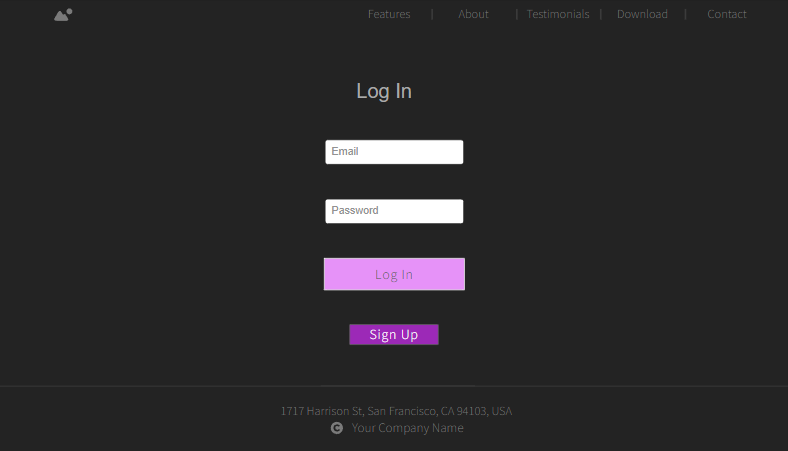 Features | About | Testimonials | Download | Contact
Log In
Email
Password
Log In
Sign Up
1717 Harrison St, San Francisco, CA 94103, USA
© Your Company Name